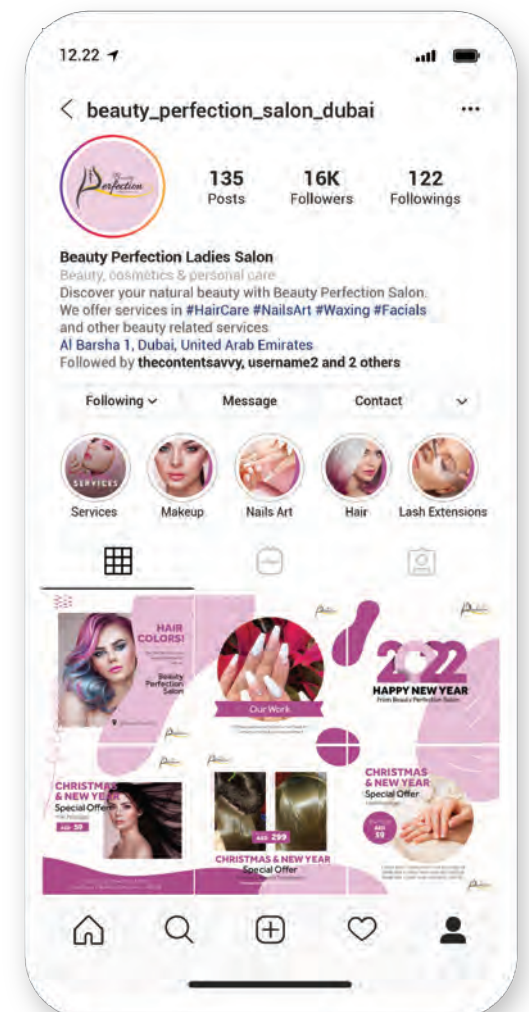 12.22
beauty_perfection_salon_dubai
Perfection
135 16K 122
Posts Followers Followings
Beauty Perfection Ladies Salon
Beauty, cosmetics & personal care
Discover your natural beauty with Beauty Perfection Salon.
We offer services in #HairCare #NailsArt #Waxing #Facials
and other beauty related services
Al Barsha 1, Dubai, United Arab Emirates
Followed by thecontentsavvy, username2 and 2 others
Following Message Contact
SERVICES
Services Makeup Nails Art Hair Lash Extensions
HAIR
COLORS!
Beauty
Perfection
Salon
Our Work
2022
HAPPY NEW YEAR
From Beauty Perfection Salon
CHRISTMAS
& NEW YEAR
Special Offer
AED 59
AED 299
CHRISTMAS & NEW YEAR
Special Offer
CHRISTMAS
& NEW YEAR
Special Offer
AED
59